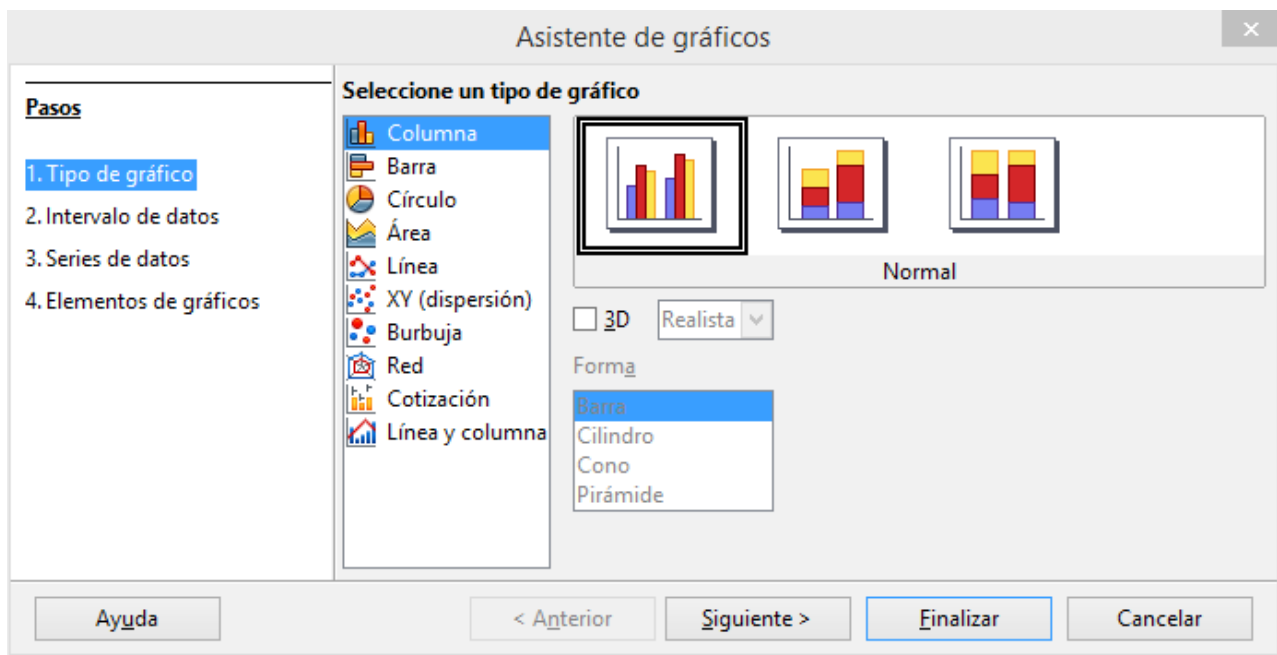 Asistente de gráficos
Pasos
1. Tipo de gráfico
2. Intervalo de datos
3. Series de datos
4. Elementos de gráficos
Seleccione un tipo de gráfico
Columna
Barra
Círculo
Área
Línea
XY (dispersión)
Burbuja
Red
Cotización
Línea y columna
Normal
3D Realista
Forma
Barra
Cilindro
Cono
Pirámide
Ayuda < Anterior Siguiente > Finalizar Cancelar